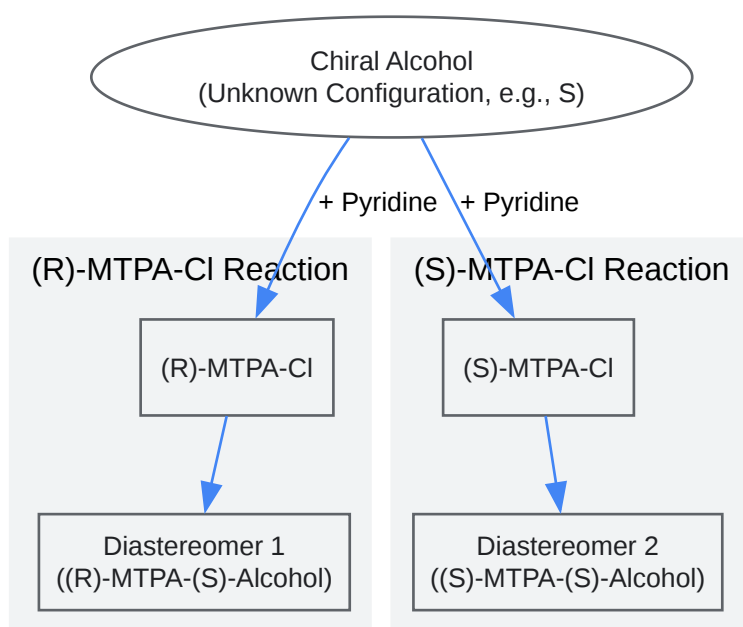 Chiral Alcohol
(Unknown Configuration, e.g., S)
+ Pyridine
+ Pyridine
(R)-MTPA-Cl Reaction
(S)-MTPA-Cl Reaction
(R)-MTPA-Cl
(S)-MTPA-Cl
Diastereomer 1
((R)-MTPA-(S)-Alcohol)
Diastereomer 2
((S)-MTPA-(S)-Alcohol)